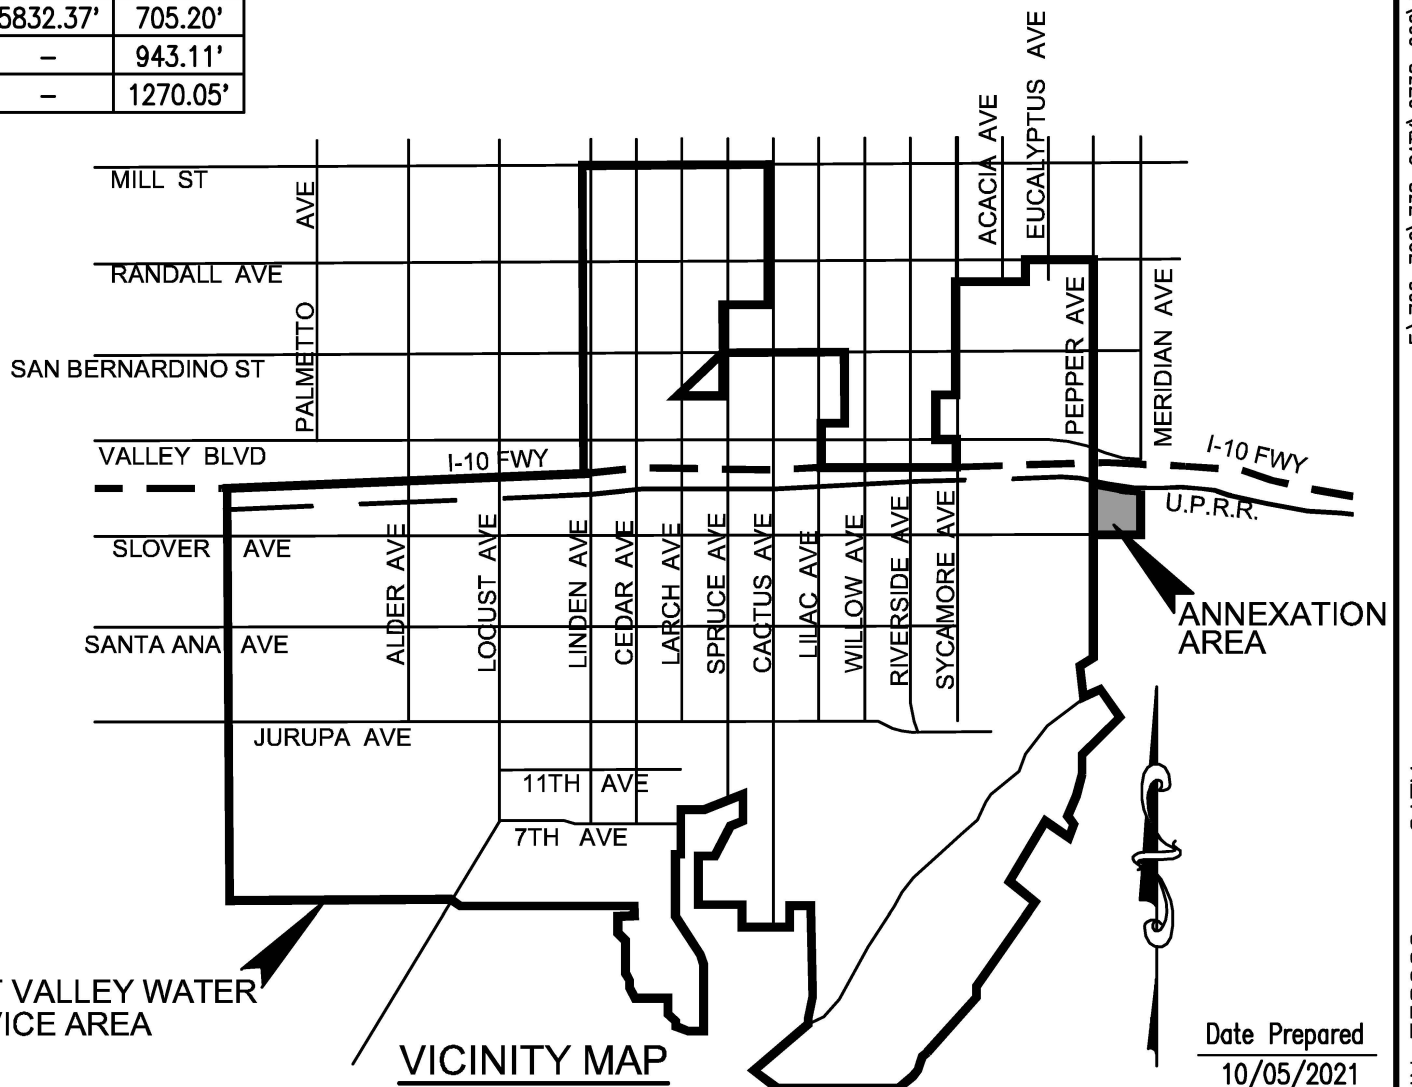 5832.37' 705.20'
- 943.11'
- 1270.05'
EUCALYPTUS AVE
ACACIA AVE
MILL ST
PALMETTO AVE
RANDALL AVE
PEPPER AVE
MERIDIAN AVE
SAN BERNARDINO ST
VALLEY BLVD
I-10 FWY
I-10 FWY
U.P.R.R.
SLOVER AVE
ALDER AVE
LOCUST AVE
LINDEN AVE
CEDAR AVE
LARCH AVE
SPRUCE AVE
CACTUS AVE
LILAC AVE
WILLOW AVE
RIVERSIDE AVE
SYCAMORE AVE
ANNEXATION
AREA
SANTA ANA AVE
JURUPA AVE
11TH AVE
7TH AVE
VALLEY WATER
AREA
VICINITY MAP
Date Prepared
10/05/2021